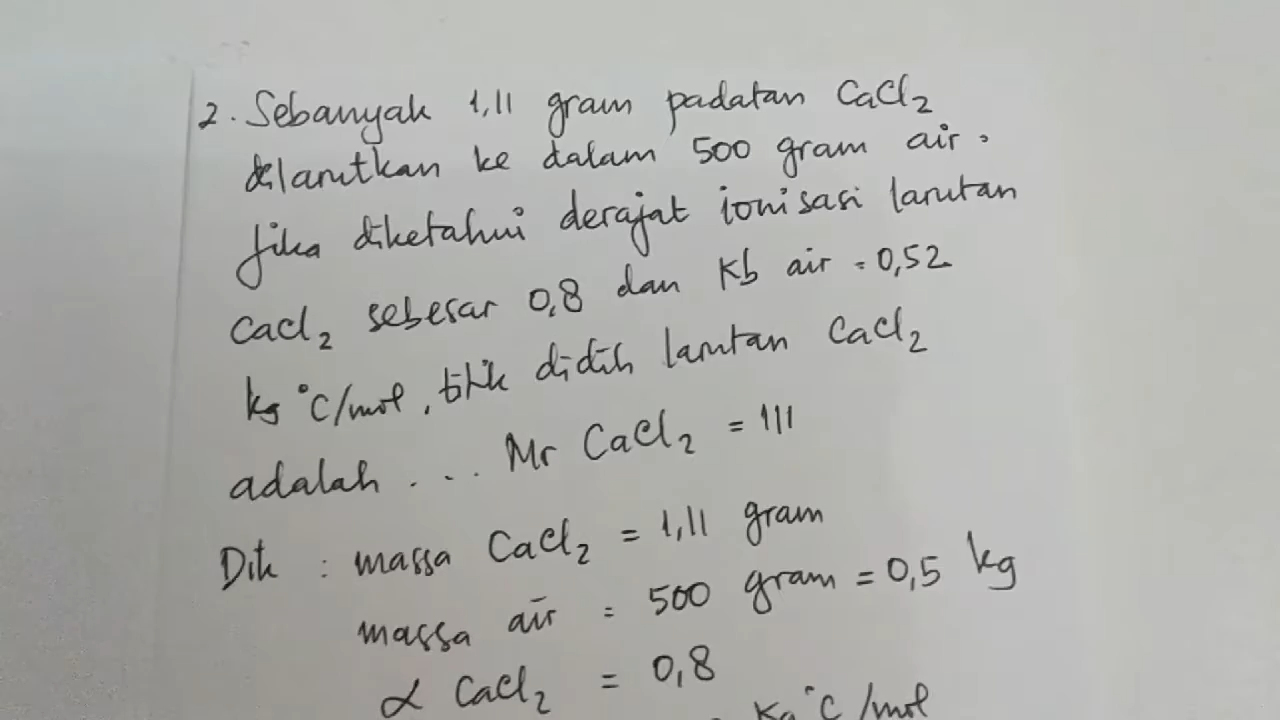 2. Sebanyak 1,11 gram padatan CaCl2
dilarutkan ke dalam 500 gram air.
Jika diketahui derajat ionisasi larutan
CaCl2 sebesar 0,8 dan Kb air = 0,52
kg °C/mol, titik didih larutan CaCl2
adalah ... Mr CaCl2 = 111
Dik : massa CaCl2 = 1,11 gram
massa air = 500 gram = 0,5 kg
α CaCl2 = 0,8
Kg °C/mol